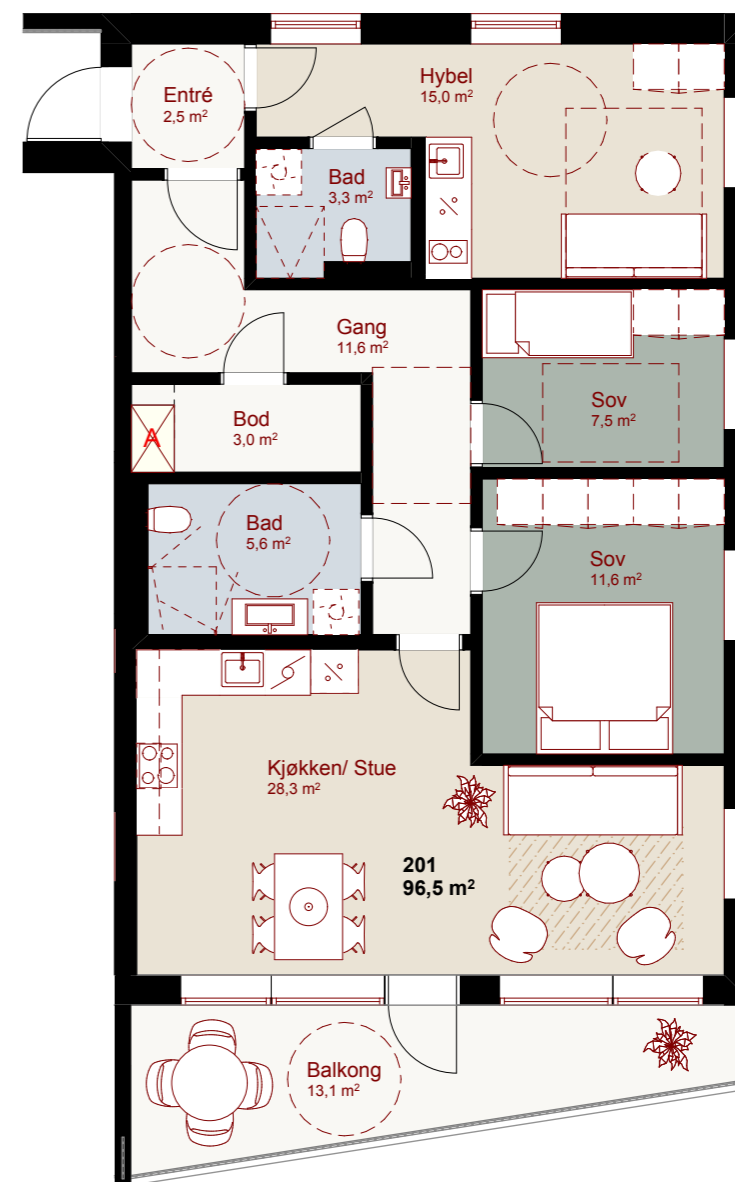 Entré
2,5 m²
Hybel
15,0 m²
Bad
3,3 m²
Gang
11,6 m²
Sov
7,5 m²
Bod
3,0 m²
A
Bad
5,6 m²
Sov
11,6 m²
Kjøkken/ Stue
28,3 m²
201
96,5 m²
Balkong
13,1 m²